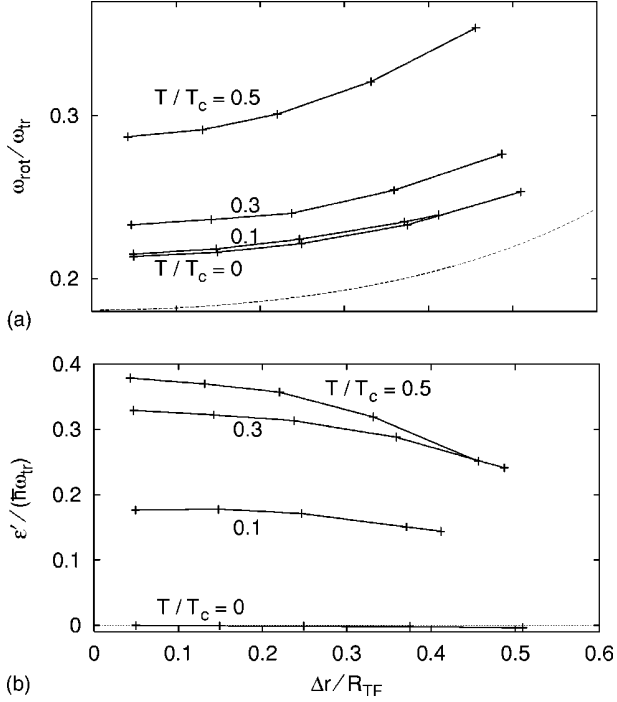 0.3
0.2
ω_rot/ω_tr
T/T_c = 0.5
0.3
0.1
T/T_c = 0
(a)
0.4
0.3
0.2
0.1
0
ε′/(ħω_tr)
T/T_c = 0.5
0.3
0.1
T/T_c = 0
0 0.1 0.2 0.3 0.4 0.5 0.6
(b)
Δr/R_TF